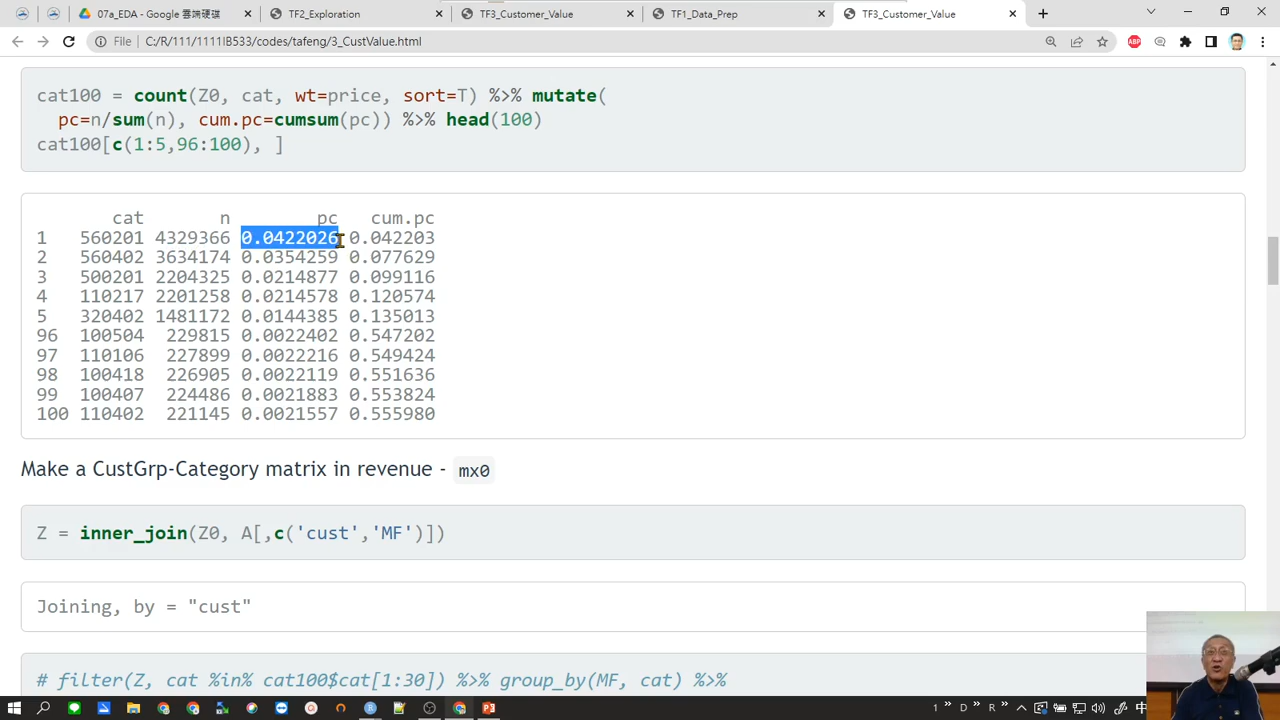 07a_EDA - Google 雲端硬碟
TF2_Exploration
TF3_Customer_Value
TF1_Data_Prep
TF3_Customer_Value
File C:/R/111/1111IB533/codes/tafeng/3_CustValue.html
ABP
cat100 = count(Z0, cat, wt=price, sort=T) %>% mutate(
pc=n/sum(n), cum.pc=cumsum(pc)) %>% head(100)
cat100[c(1:5,96:100), ]
cat n pc cum.pc
1 560201 4329366 0.0422026 0.042203
2 560402 3634174 0.0354259 0.077629
3 500201 2204325 0.0214877 0.099116
4 110217 2201258 0.0214578 0.120574
5 320402 1481172 0.0144385 0.135013
96 100504 229815 0.0022402 0.547202
97 110106 227899 0.0022216 0.549424
98 100418 226905 0.0022119 0.551636
99 100407 224486 0.0021883 0.553824
100 110402 221145 0.0021557 0.555980
Make a CustGrp-Category matrix in revenue - mx0
Z = inner_join(Z0, A[,c('cust','MF')])
Joining, by = "cust"
# filter(Z, cat %in% cat100$cat[1:30]) %>% group_by(MF, cat) %>%
1 » D » R » 中